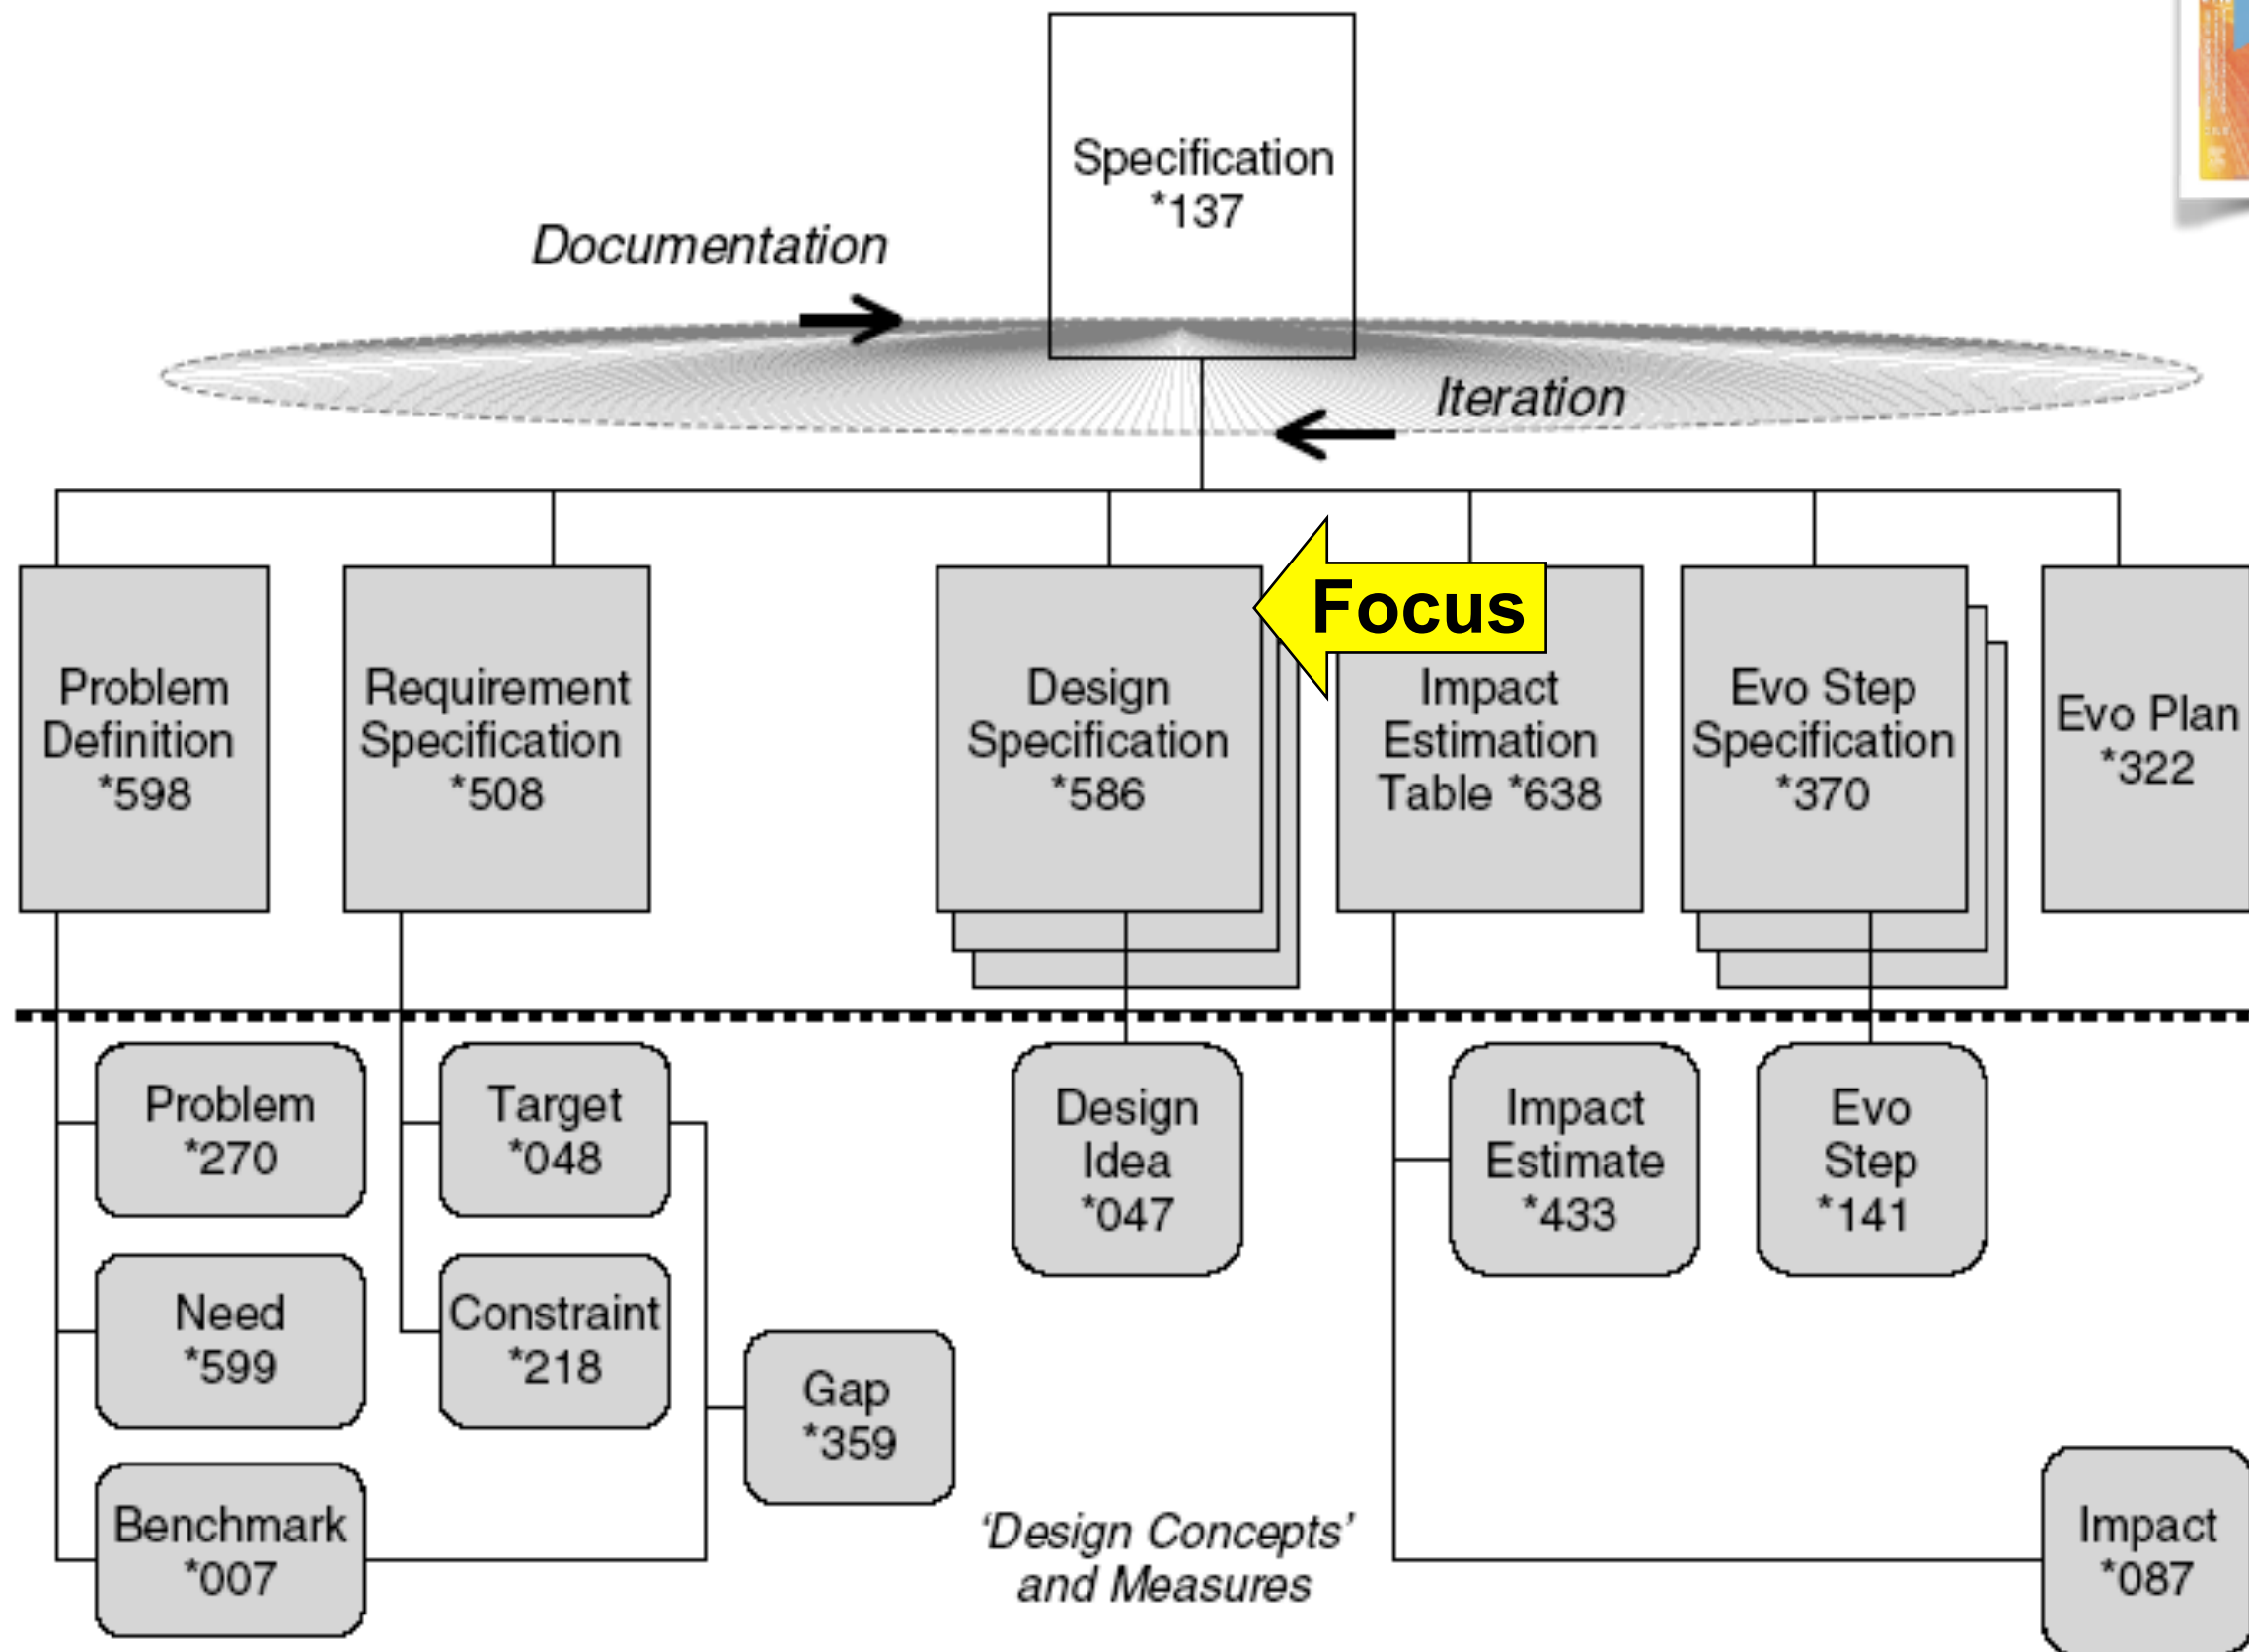 Specification
*137
Documentation
Iteration
Focus
Problem
Definition
*598
Requirement
Specification
*508
Design
Specification
*586
Impact
Estimation
Table *638
Evo Step
Specification
*370
Evo Plan
*322
Problem
*270
Target
*048
Design
Idea
*047
Impact
Estimate
*433
Evo
Step
*141
Need
*599
Constraint
*218
Gap
*359
Benchmark
*007
‘Design Concepts’
and Measures
Impact
*087